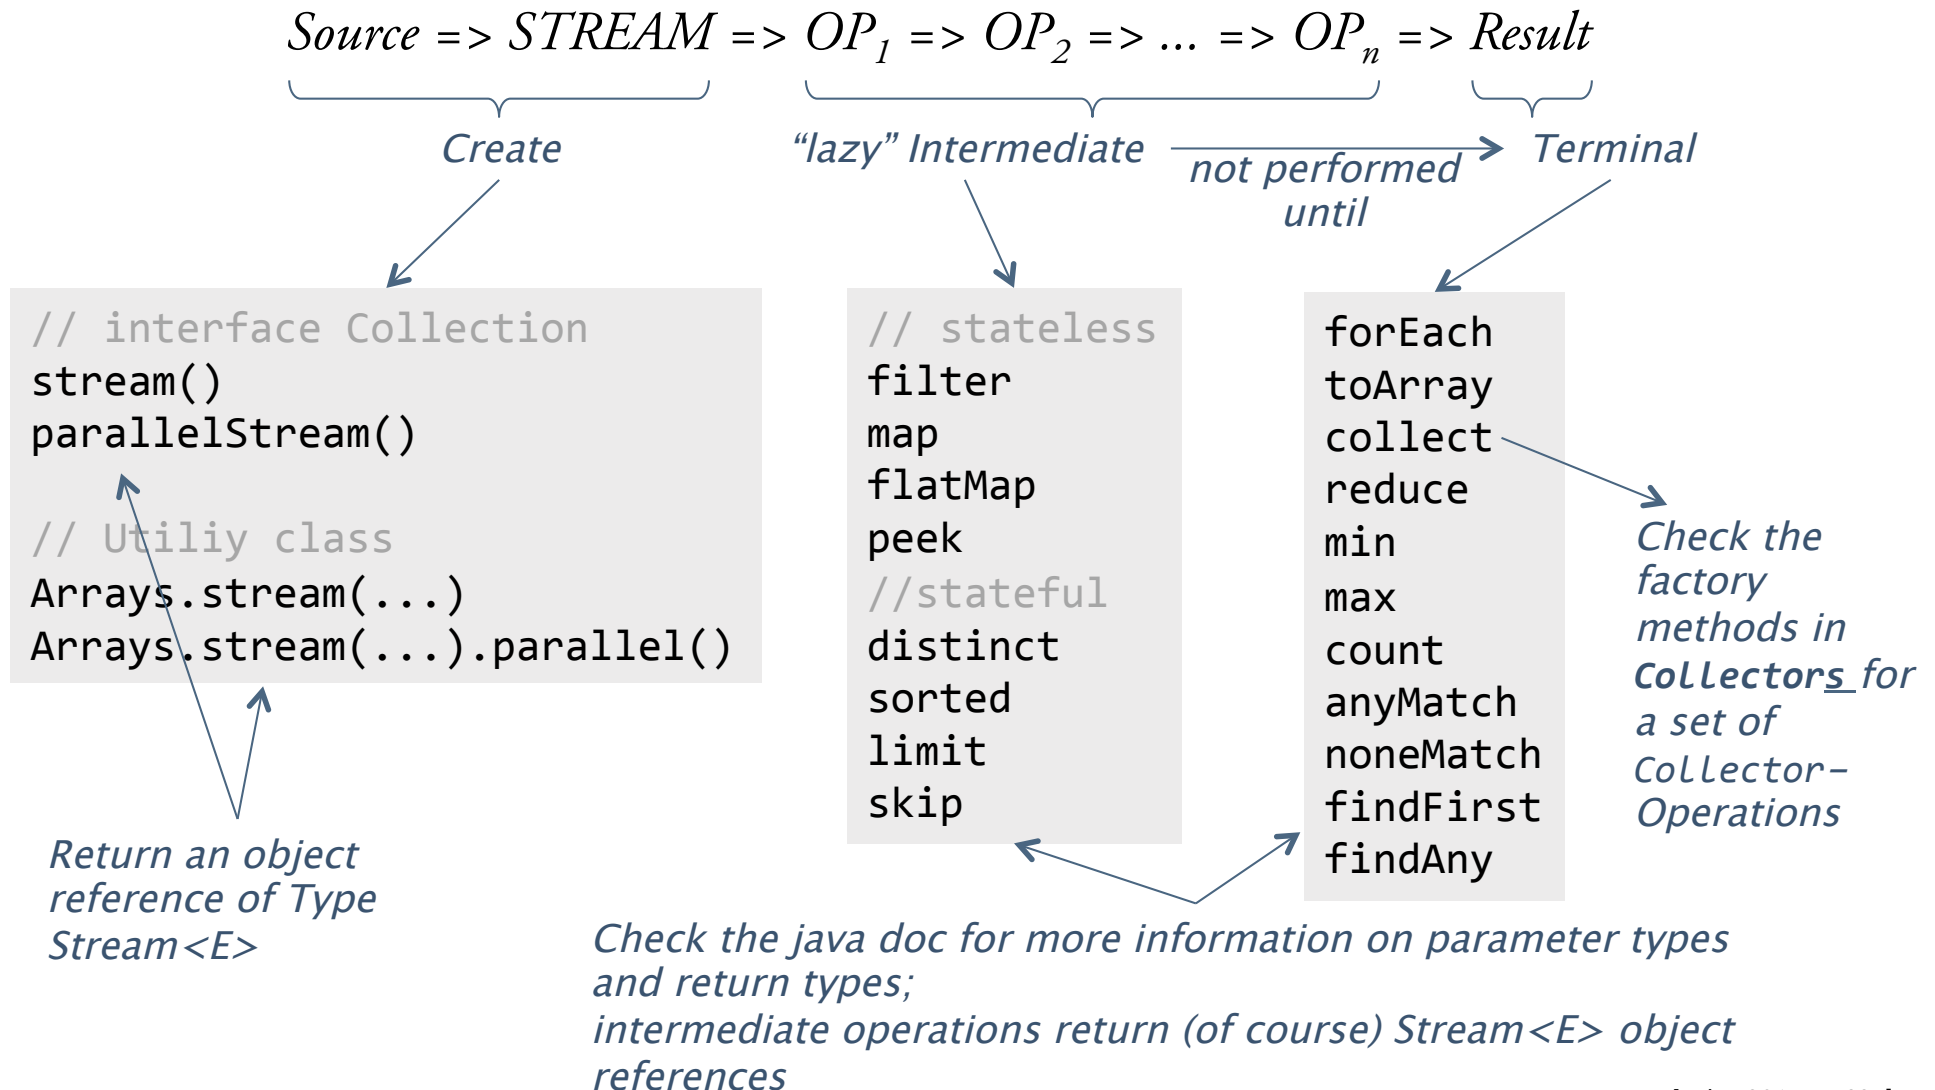 Source => STREAM => OP1 => OP2 => ... => OPn => Result
Create
“lazy” Intermediate
not performed
until
Terminal
// interface Collection
stream()
parallelStream()
// Utiliy class
Arrays.stream(...)
Arrays.stream(...).parallel()
// stateless
filter
map
flatMap
peek
//stateful
distinct
sorted
limit
skip
forEach
toArray
collect
reduce
min
max
count
anyMatch
noneMatch
findFirst
findAny
Check the
factory
methods in
Collectors for
a set of
Collector-
Operations
Return an object
reference of Type
Stream<E>
Check the java doc for more information on parameter types
and return types;
intermediate operations return (of course) Stream<E> object
references